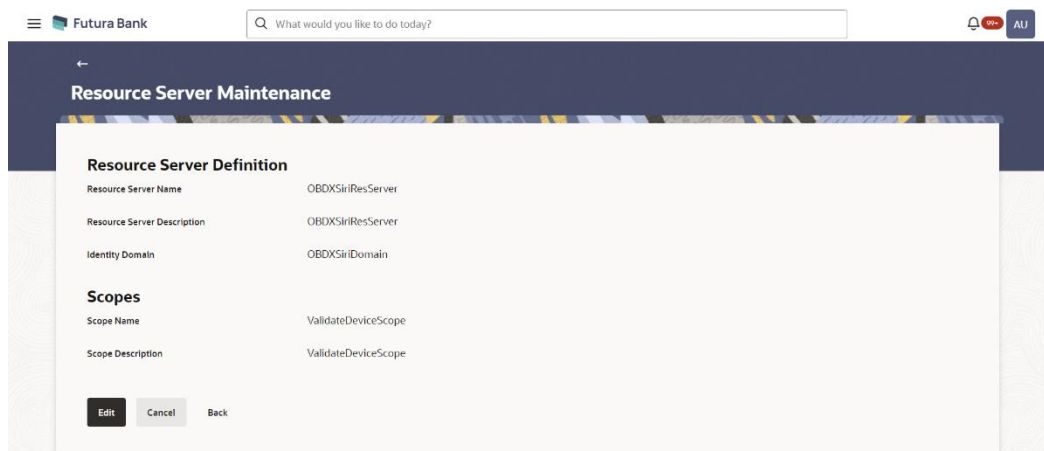 Futura Bank
What would you like to do today?
99+
AU
Resource Server Maintenance
Resource Server Definition
Resource Server Name OBDXSiriResServer
Resource Server Description OBDXSiriResServer
Identity Domain OBDXSiriDomain
Scopes
Scope Name ValidateDeviceScope
Scope Description ValidateDeviceScope
Edit Cancel Back